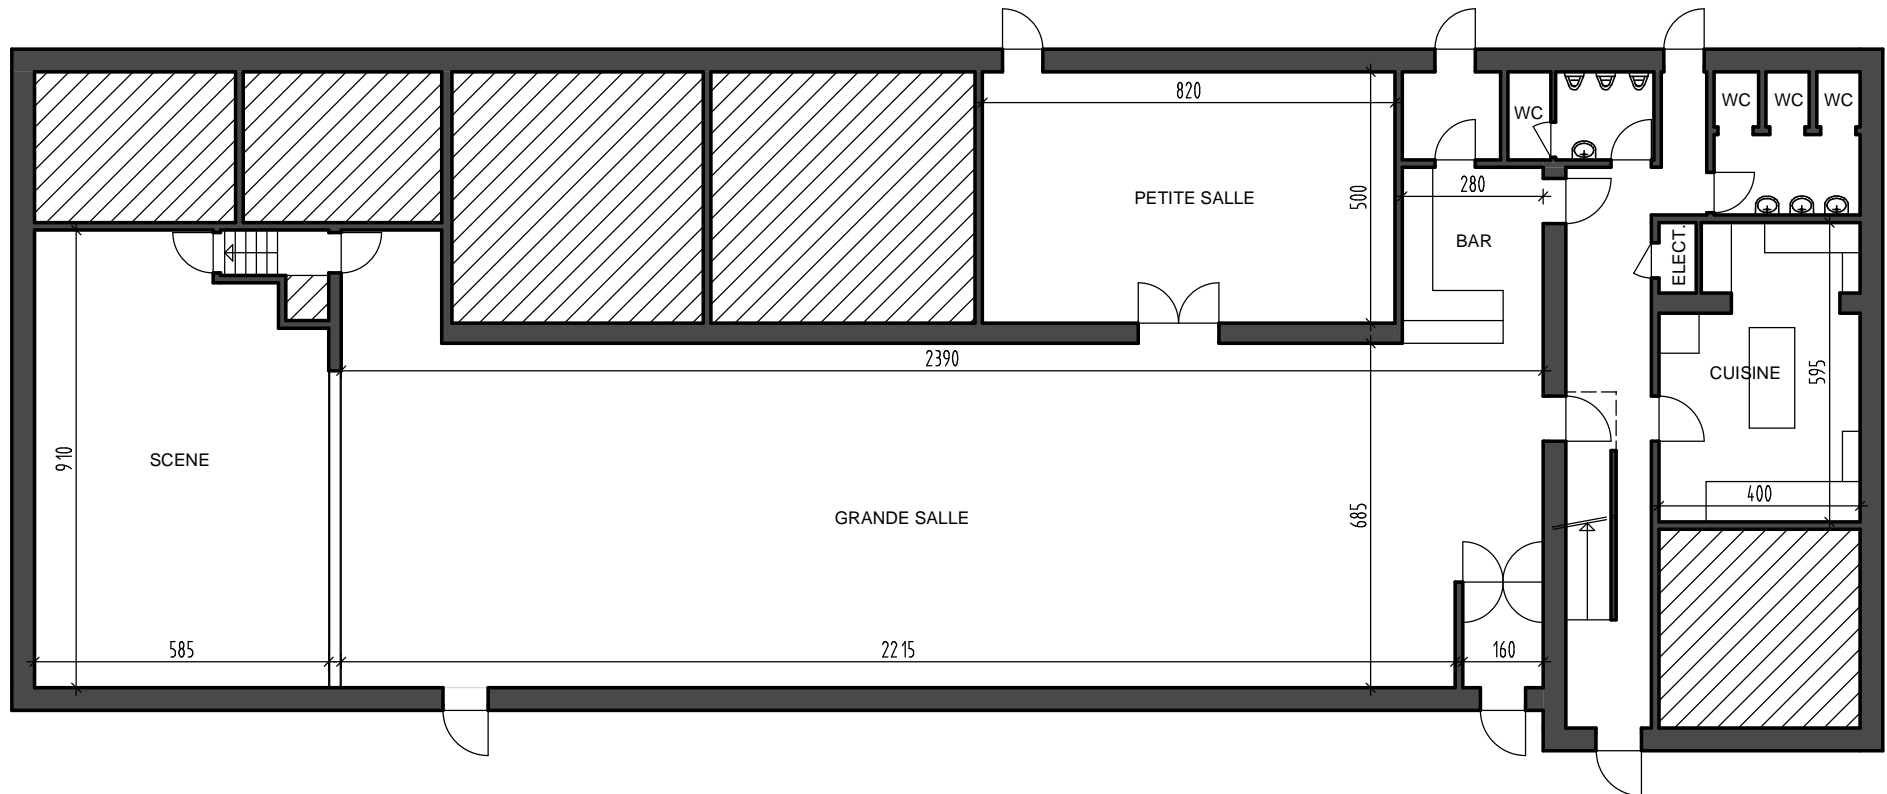 820
WC
WC
WC
WC
PETITE SALLE
500
280
BAR
ELECT.
2390
CUISINE
595
910
SCENE
GRANDE SALLE
685
400
585
2215
160